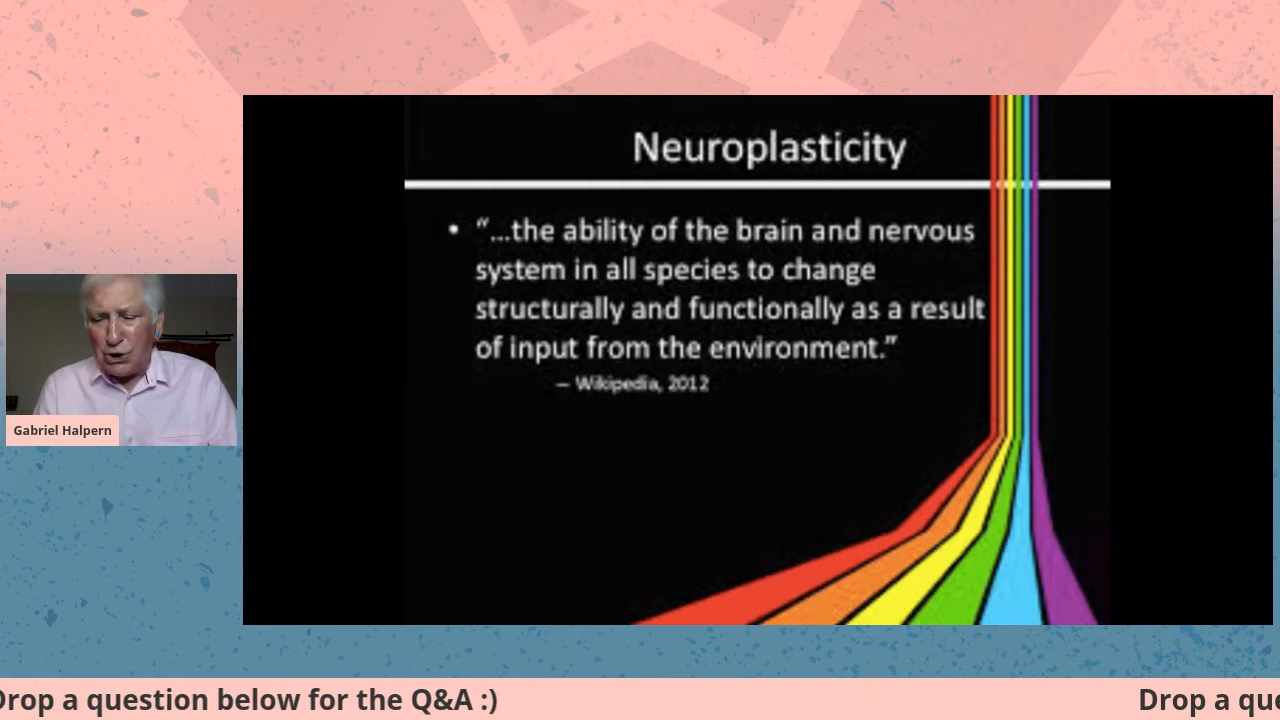 Neuroplasticity
• “...the ability of the brain and nervous
system in all species to change
structurally and functionally as a result
of input from the environment.”
– Wikipedia, 2012
Gabriel Halpern
Drop a question below for the Q&A :)
Drop a que